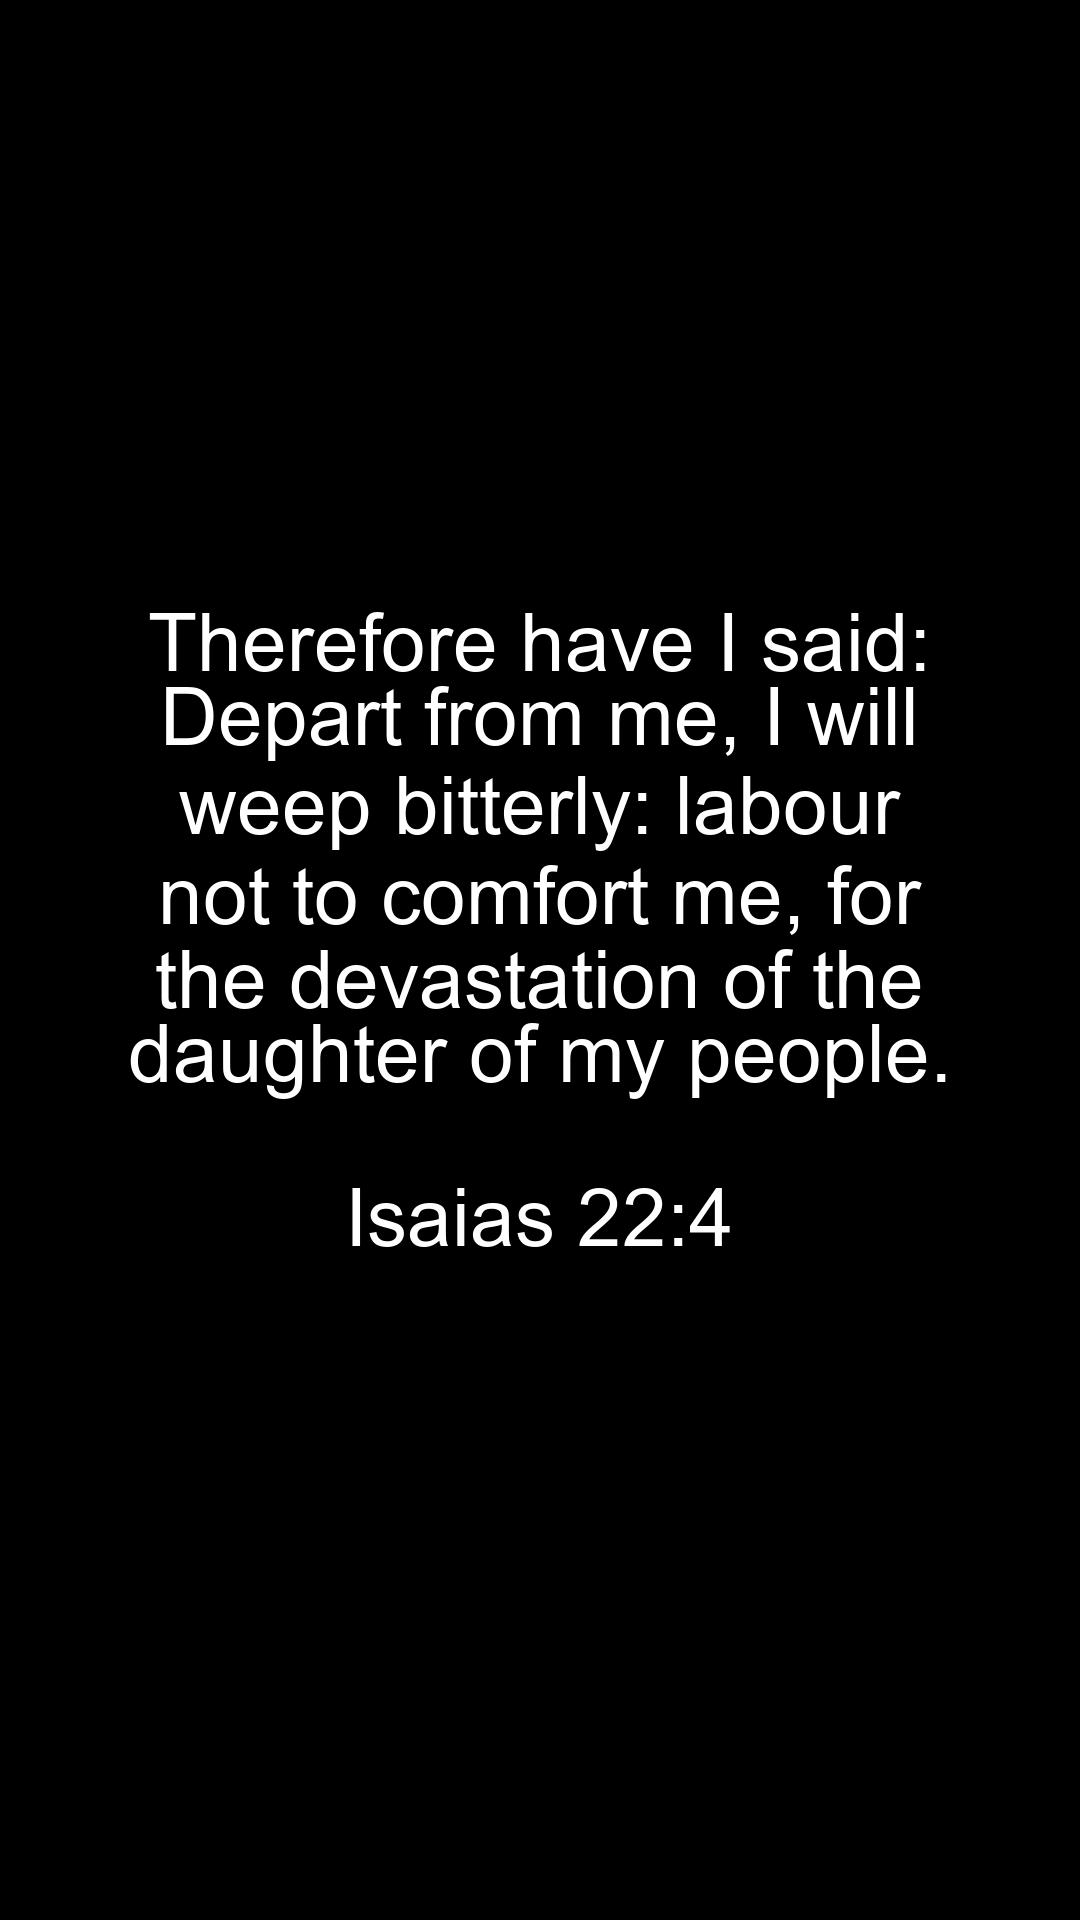 Therefore have I said:
Depart from me, I will
weep bitterly: labour
not to comfort me, for
the devastation of the
daughter of my people.
Isaias 22:4